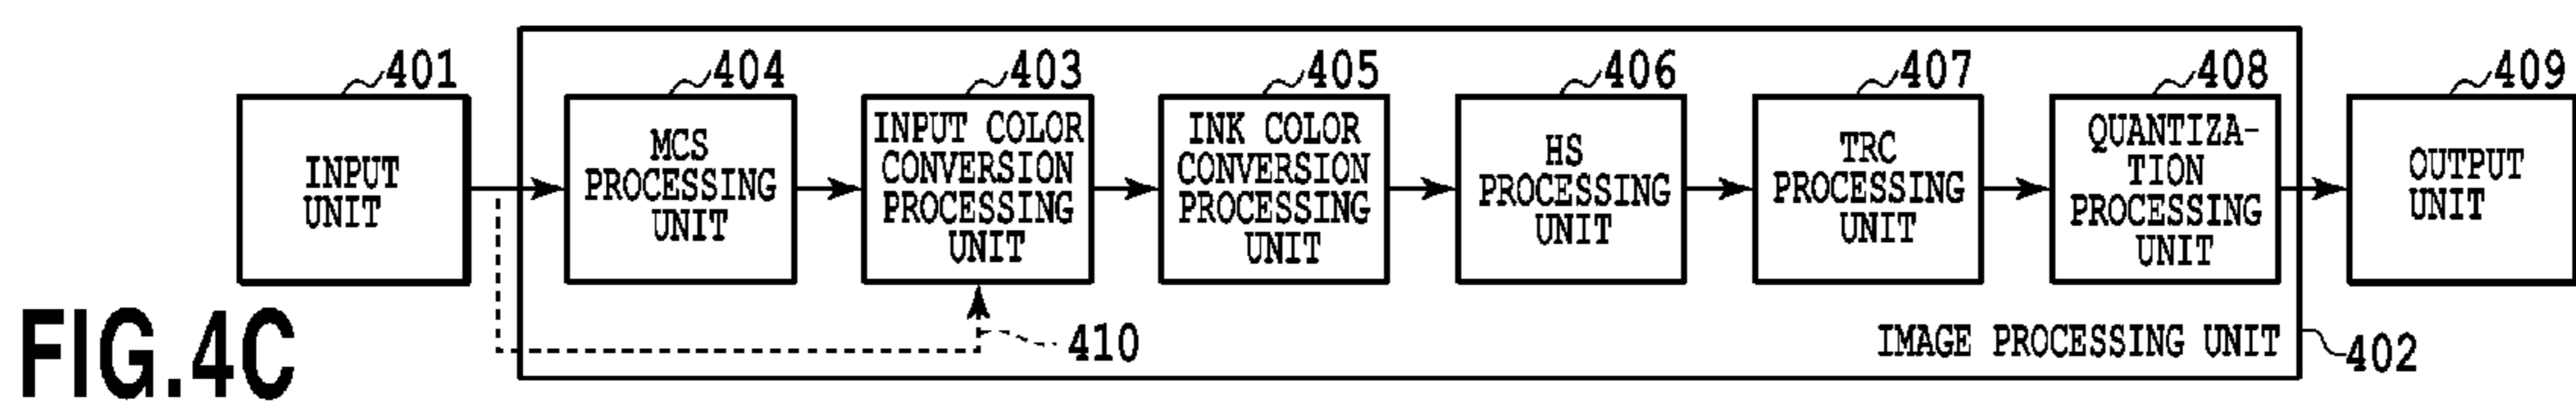 401
INPUT
UNIT
404
MCS
PROCESSING
UNIT
403
INPUT COLOR
CONVERSION
PROCESSING
UNIT
405
INK COLOR
CONVERSION
PROCESSING
UNIT
406
HS
PROCESSING
UNIT
407
TRC
PROCESSING
UNIT
408
QUANTIZA-
TION
PROCESSING
UNIT
409
OUTPUT
UNIT
410
IMAGE PROCESSING UNIT
402
FIG.4C